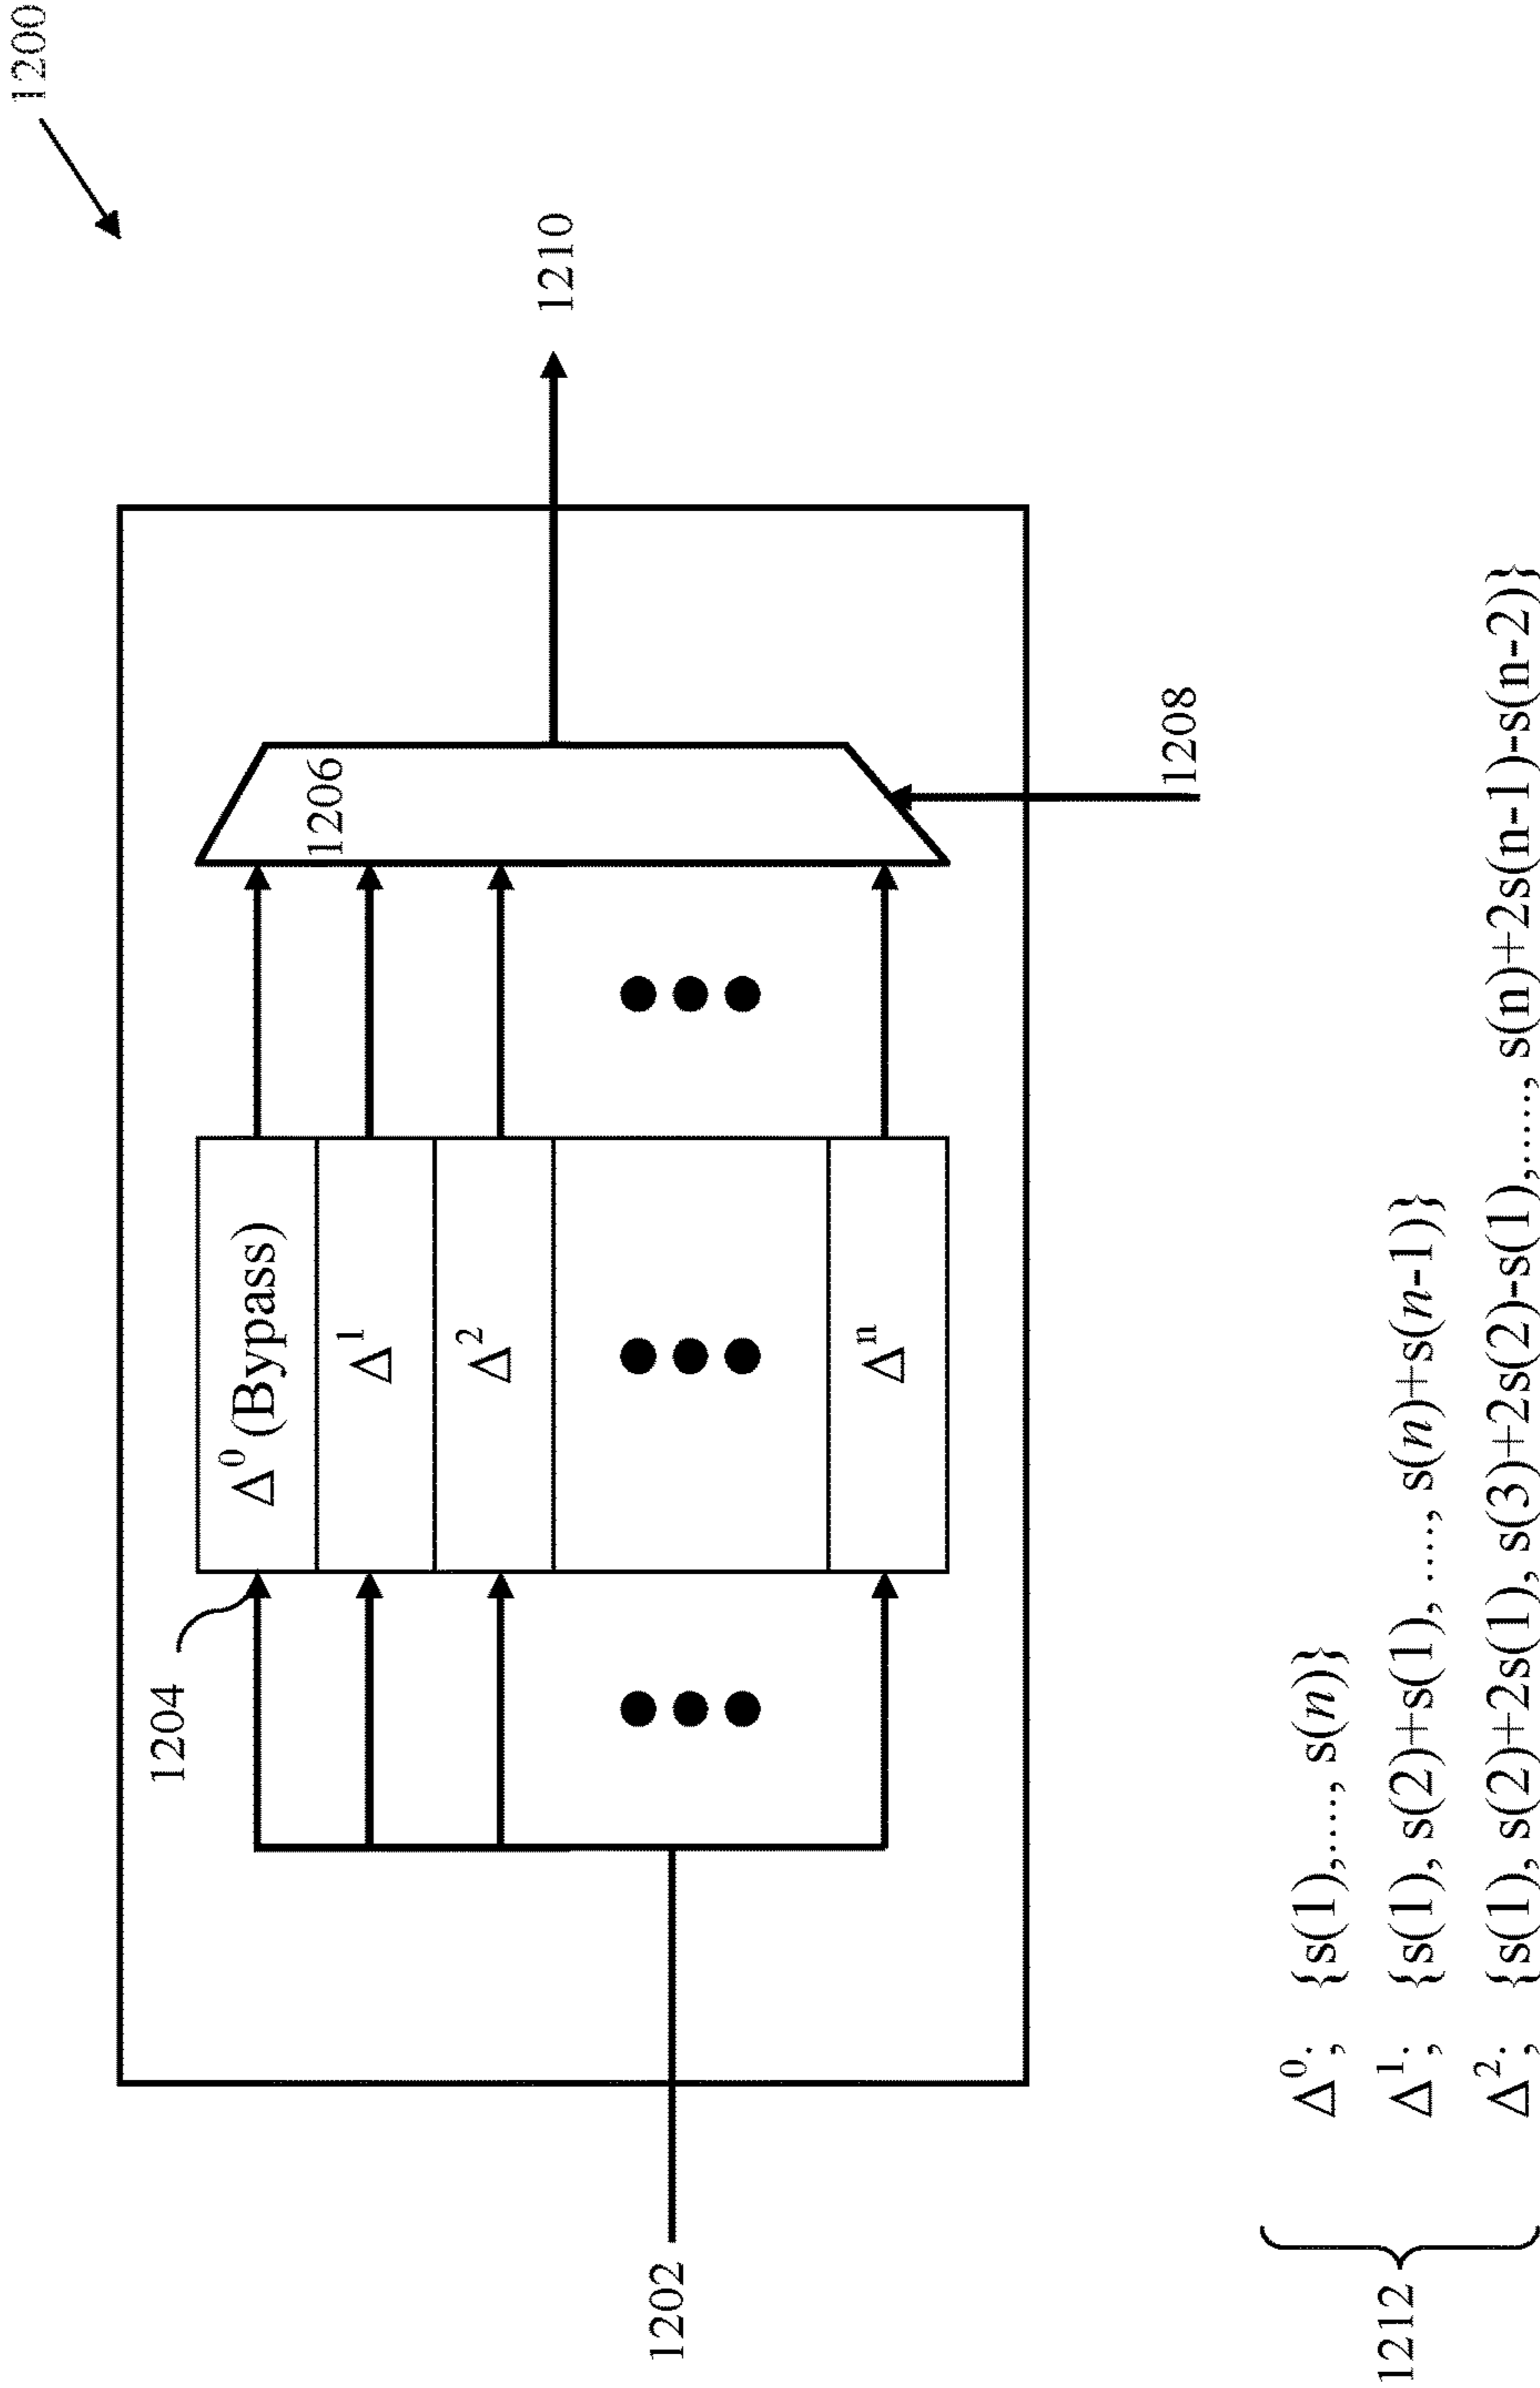 1200
1204
Δ⁰ (Bypass)
Δ¹
Δ²
Δⁿ
1206
1202
1210
1208
1212
Δ⁰; {s(1),...., s(n)}
Δ¹; {s(1), s(2)+s(1), ...., s(n)+s(n-1)}
Δ²; {s(1), s(2)+2s(1), s(3)+2s(2)-s(1),......, s(n)+2s(n-1)-s(n-2)}